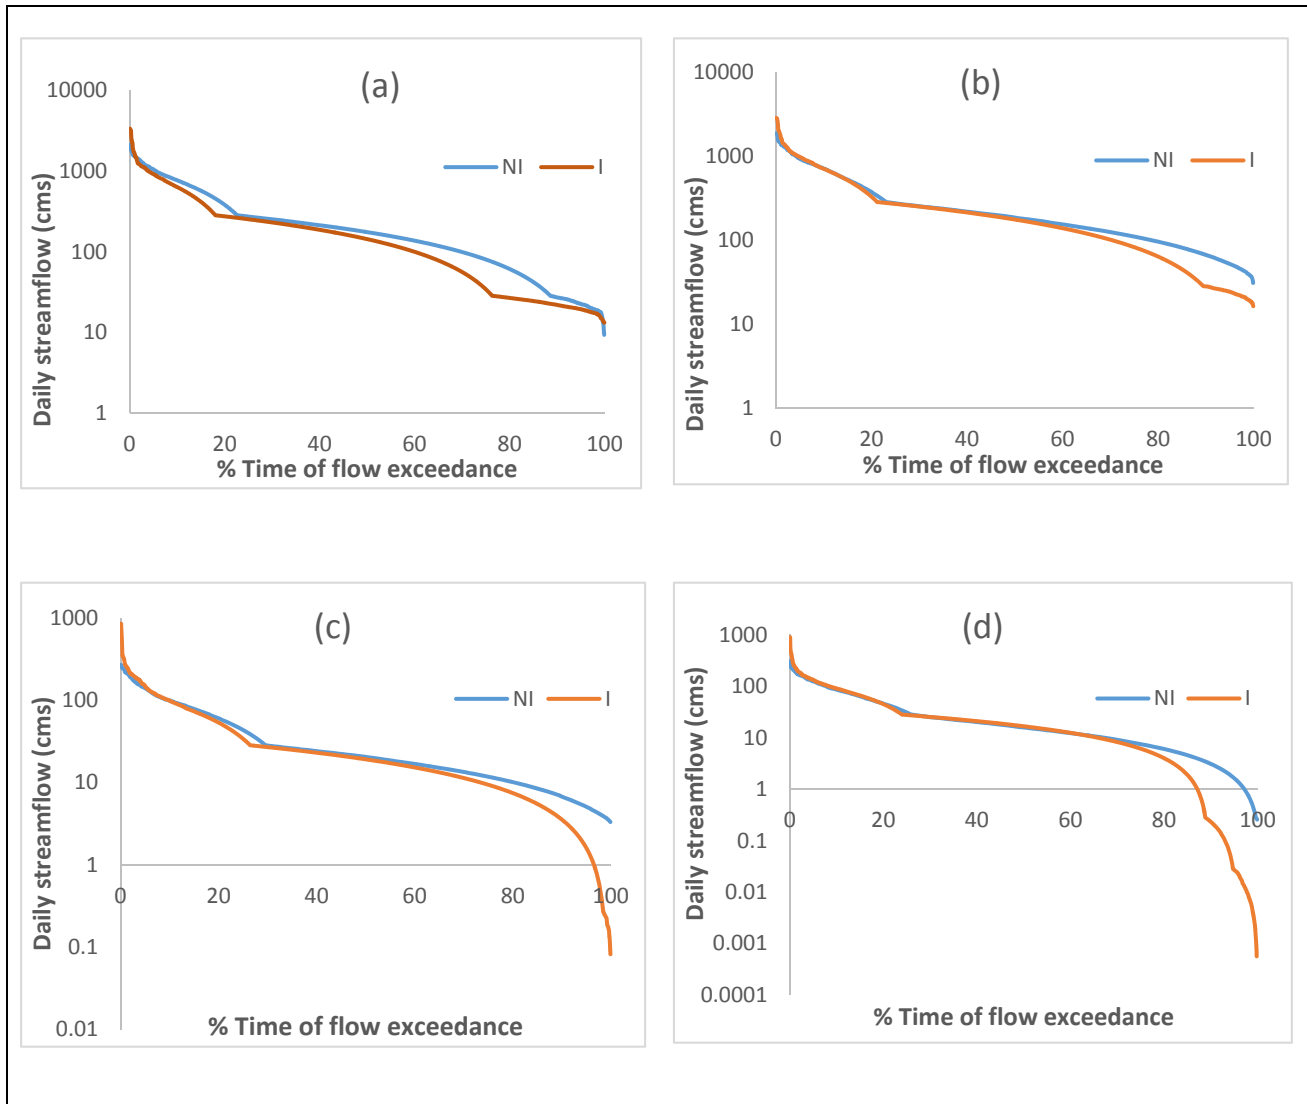 (a)
10000
1000
100
10
1
Daily streamflow (cms)
NI I
0 20 40 60 80 100
% Time of flow exceedance
(b)
10000
1000
100
10
1
Daily streamflow (cms)
NI I
0 20 40 60 80 100
% Time of flow exceedance
(c)
1000
100
10
1
0.1
0.01
Daily streamflow (cms)
NI I
0 20 40 60 80 100
% Time of flow exceedance
(d)
1000
100
10
1
0.1
0.01
0.001
0.0001
Daily streamflow (cms)
NI I
0 20 40 60 80 100
% Time of flow exceedance